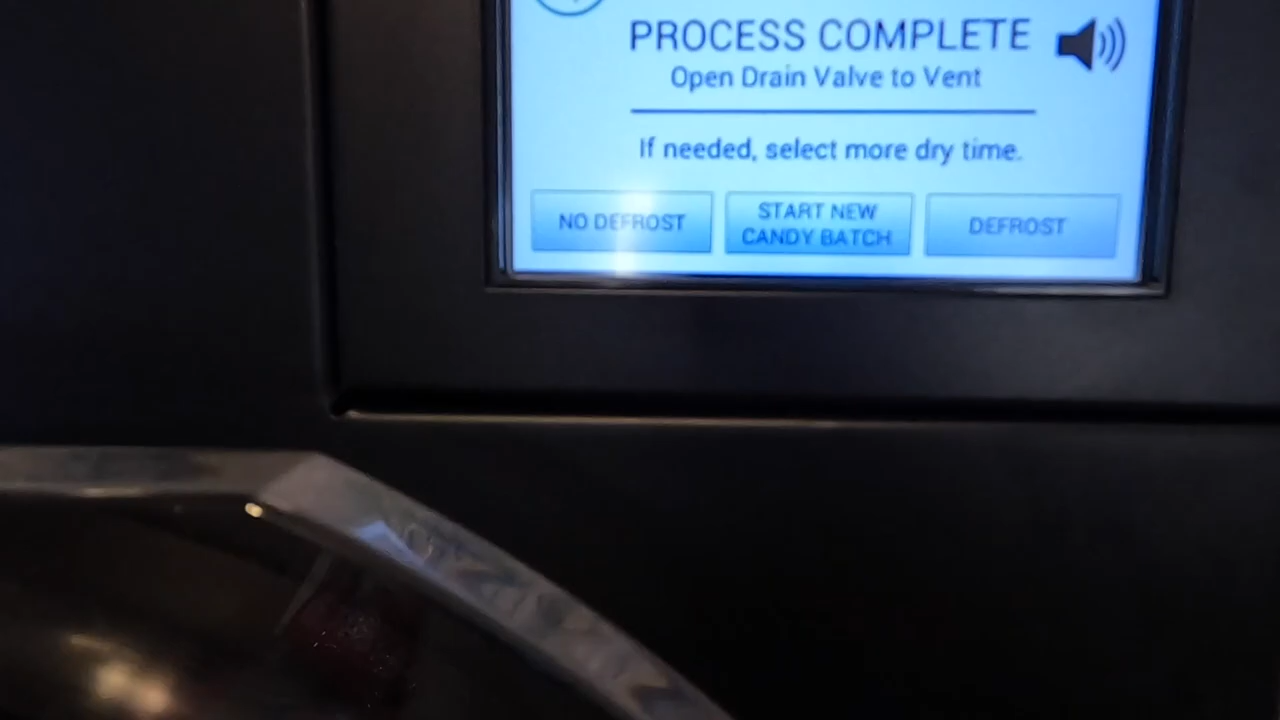 PROCESS COMPLETE
Open Drain Valve to Vent
If needed, select more dry time.
NO DEFROST
START NEW
CANDY BATCH
DEFROST